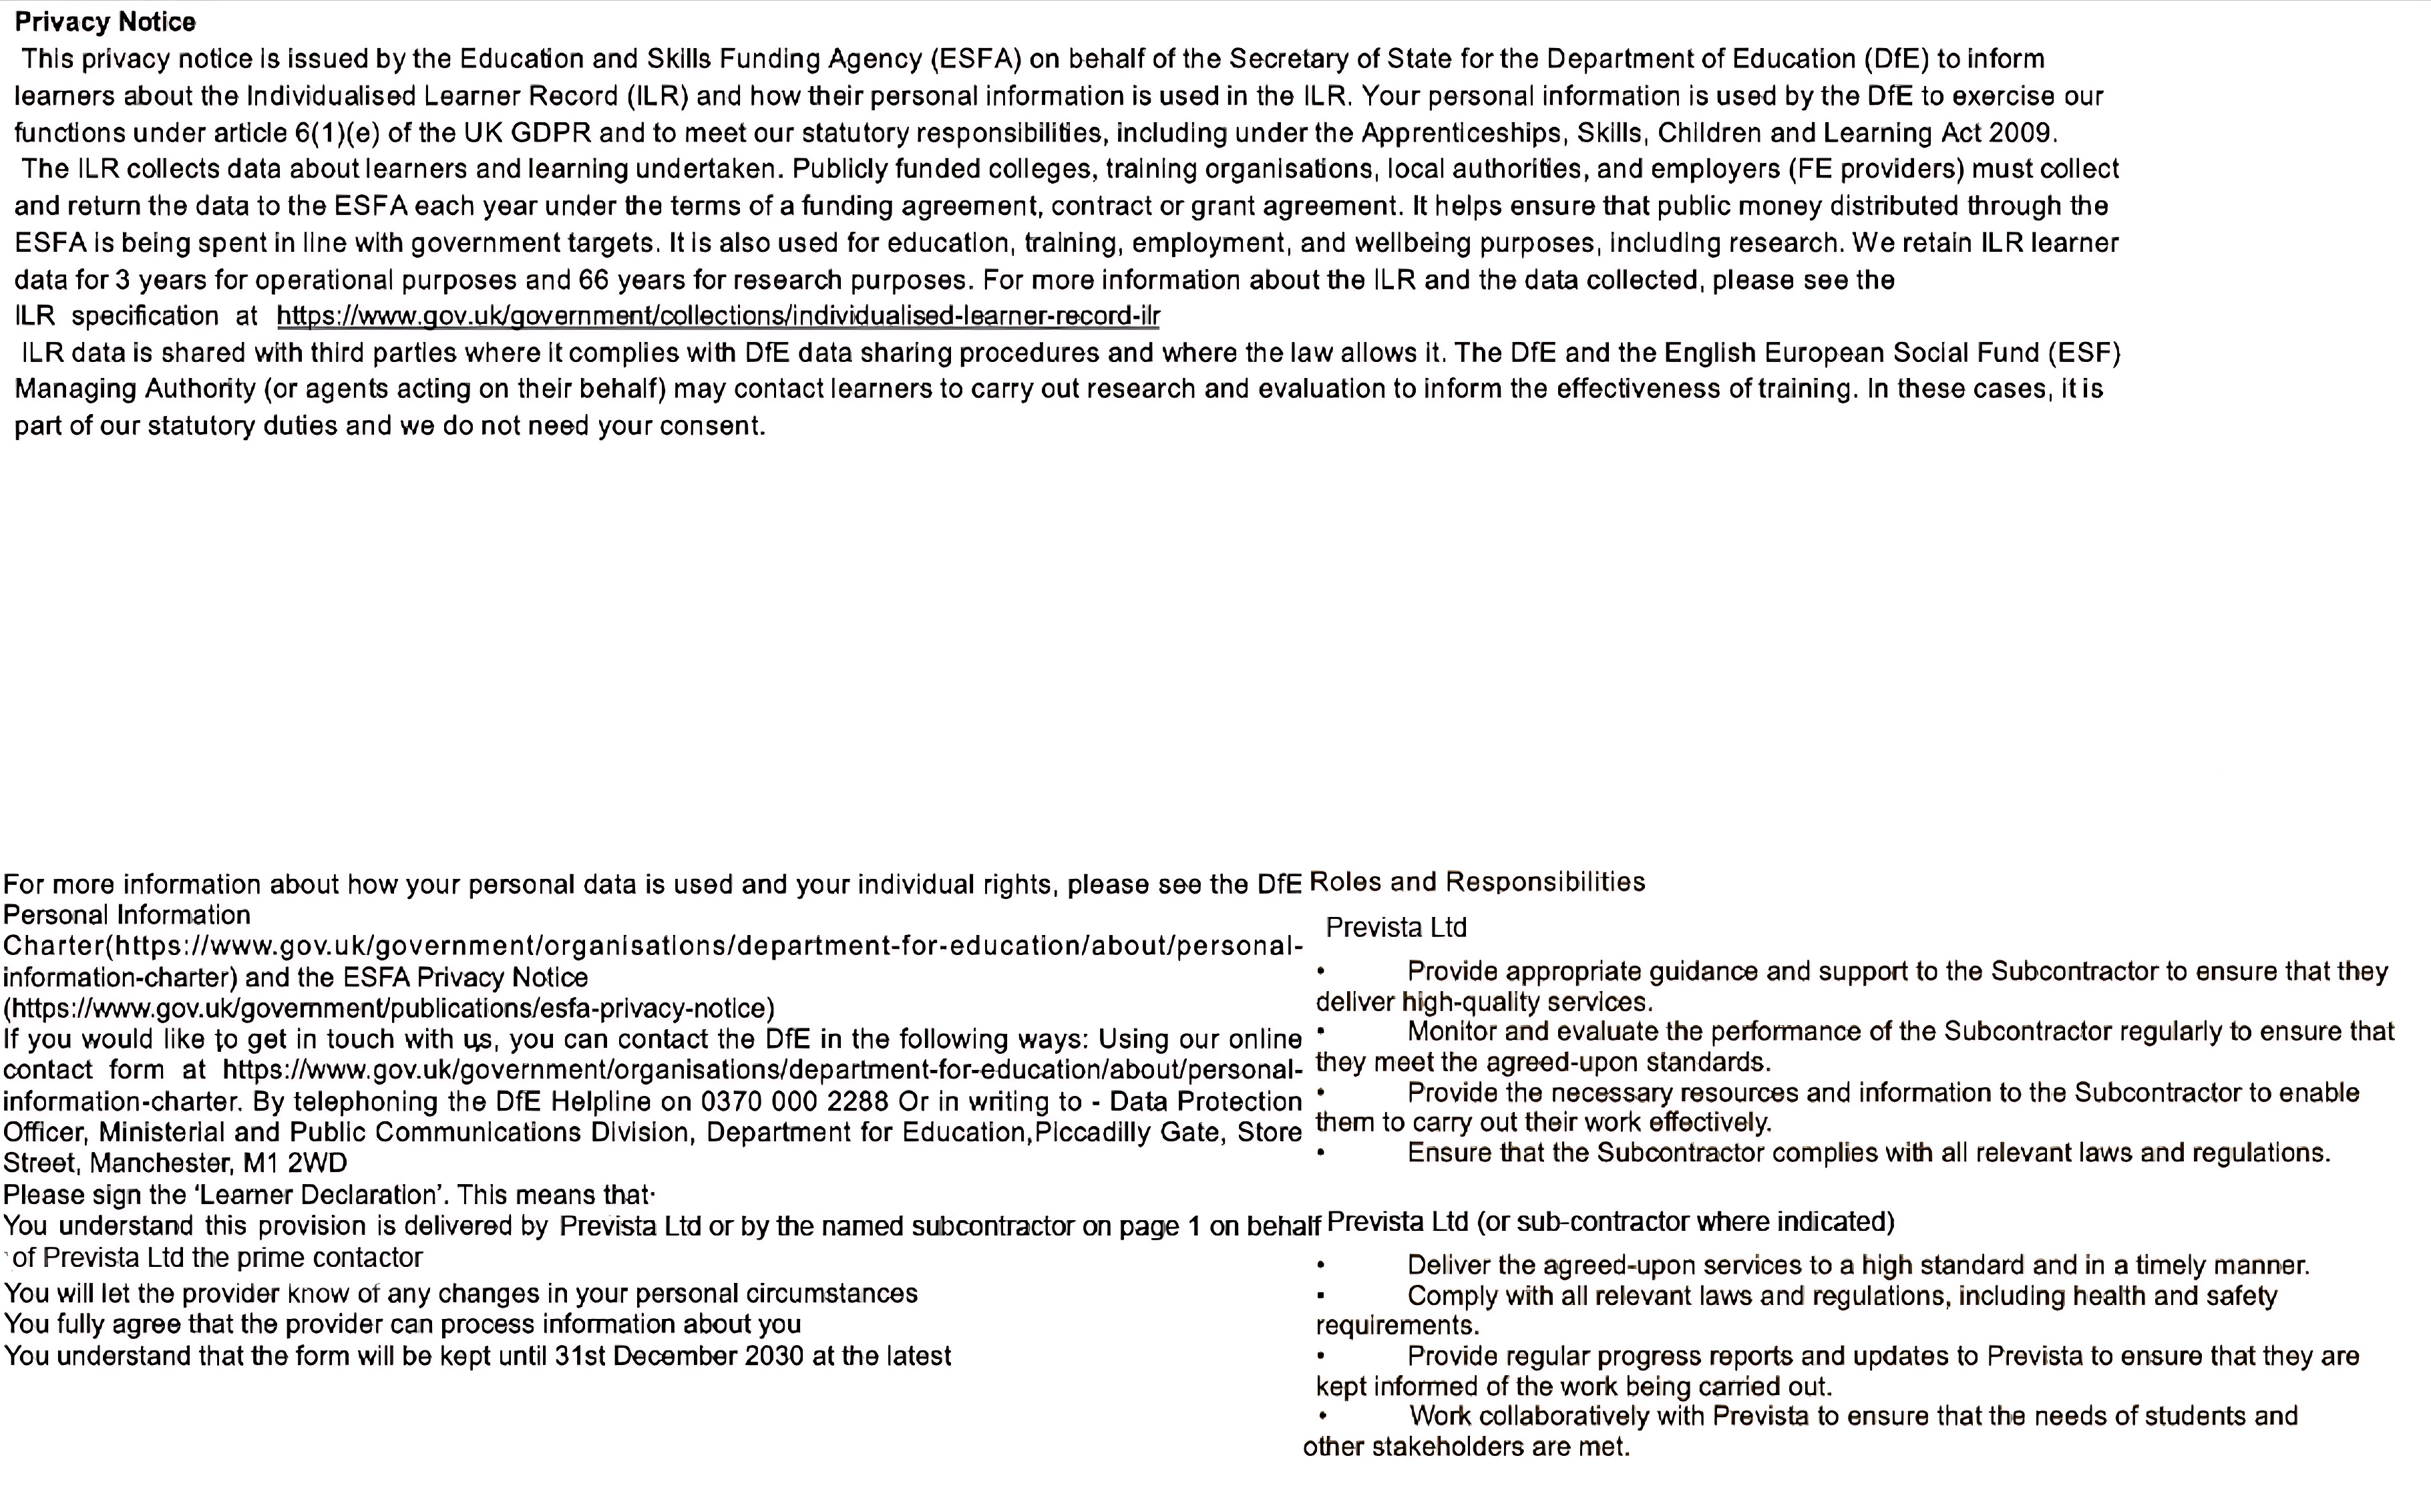 Privacy Notice
This privacy notice is issued by the Education and Skills Funding Agency (ESFA) on behalf of the Secretary of State for the Department of Education (DfE) to inform
learners about the Individualised Learner Record (ILR) and how their personal information is used in the ILR. Your personal information is used by the DfE to exercise our
functions under article 6(1)(e) of the UK GDPR and to meet our statutory responsibilities, including under the Apprenticeships, Skills, Children and Learning Act 2009.
The ILR collects data about learners and learning undertaken. Publicly funded colleges, training organisations, local authorities, and employers (FE providers) must collect
and return the data to the ESFA each year under the terms of a funding agreement, contract or grant agreement. It helps ensure that public money distributed through the
ESFA is being spent in line with government targets. It is also used for education, training, employment, and wellbeing purposes, including research. We retain ILR learner
data for 3 years for operational purposes and 66 years for research purposes. For more information about the ILR and the data collected, please see the
ILR specification at https://www.gov.uk/government/collections/individualised-learner-record-ilr
ILR data is shared with third parties where it complies with DfE data sharing procedures and where the law allows it. The DfE and the English European Social Fund (ESF)
Managing Authority (or agents acting on their behalf) may contact learners to carry out research and evaluation to inform the effectiveness of training. In these cases, it is
part of our statutory duties and we do not need your consent.
For more information about how your personal data is used and your individual rights, please see the DfE
Personal Information
Charter(https://www.gov.uk/government/organisations/department-for-education/about/personal-
information-charter) and the ESFA Privacy Notice
(https://www.gov.uk/government/publications/esfa-privacy-notice)
If you would like to get in touch with us, you can contact the DfE in the following ways: Using our online
contact form at https://www.gov.uk/government/organisations/department-for-education/about/personal-
information-charter. By telephoning the DfE Helpline on 0370 000 2288 Or in writing to - Data Protection
Officer, Ministerial and Public Communications Division, Department for Education,Piccadilly Gate, Store
Street, Manchester, M1 2WD
Please sign the ‘Learner Declaration’. This means that·
You understand this provision is delivered by Prevista Ltd or by the named subcontractor on page 1 on behalf
of Prevista Ltd the prime contactor
You will let the provider know of any changes in your personal circumstances
You fully agree that the provider can process information about you
You understand that the form will be kept until 31st December 2030 at the latest
Roles and Responsibilities
Prevista Ltd
• Provide appropriate guidance and support to the Subcontractor to ensure that they
deliver high-quality services.
• Monitor and evaluate the performance of the Subcontractor regularly to ensure that
they meet the agreed-upon standards.
• Provide the necessary resources and information to the Subcontractor to enable
them to carry out their work effectively.
• Ensure that the Subcontractor complies with all relevant laws and regulations.
Prevista Ltd (or sub-contractor where indicated)
• Deliver the agreed-upon services to a high standard and in a timely manner.
• Comply with all relevant laws and regulations, including health and safety
requirements.
• Provide regular progress reports and updates to Prevista to ensure that they are
kept informed of the work being carried out.
• Work collaboratively with Prevista to ensure that the needs of students and
other stakeholders are met.